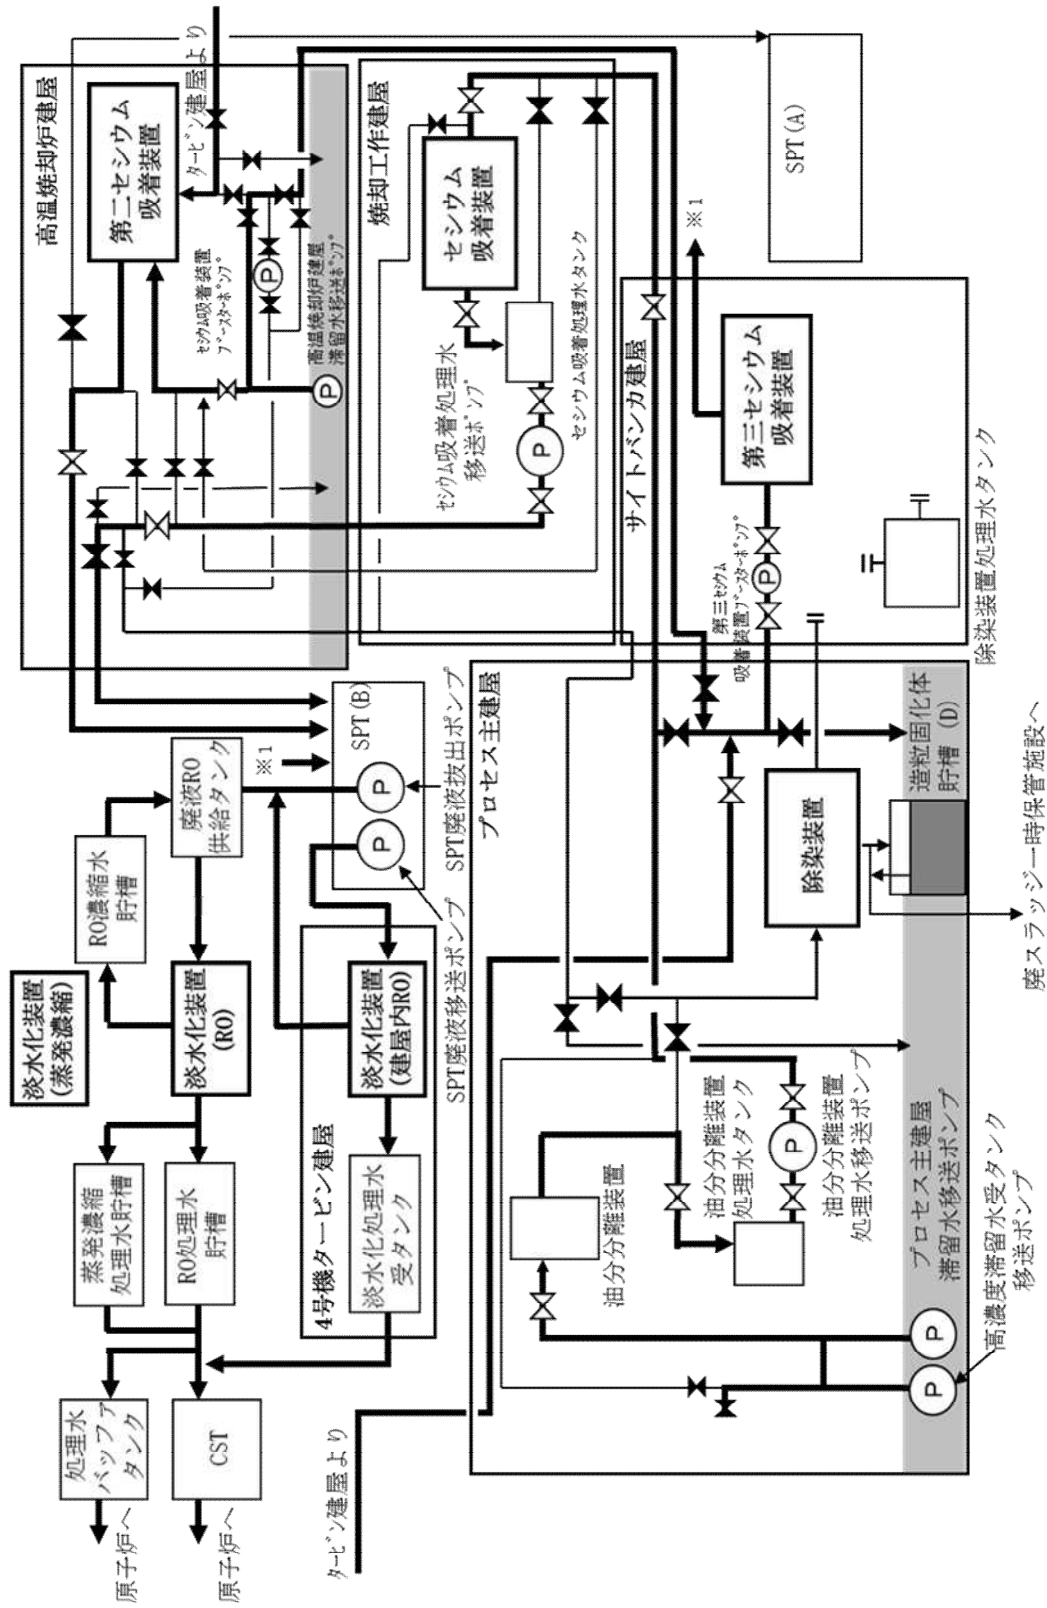 タービン建屋より
高温焼却炉建屋
第二セシウム
吸着装置
セシウム吸着装置
ブースターポンプ
高温焼却炉建屋
滞留水移送ポンプ
P
P
焼却工作建屋
セシウム
吸着装置
セシウム吸着処理水
移送ポンプ
P
セシウム吸着処理水タンク
SPT(A)
※1
サイトバンカ建屋
第三セシウム
吸着装置
第三セシウム
吸着装置ブースターポンプ
P
除染装置処理水タンク
廃液RO
供給タンク
※1
SPT(B)
P
P
SPT廃液抜出ポンプ
SPT廃液移送ポンプ
プロセス主建屋
RO濃縮水
貯槽
淡水化装置
(蒸発濃縮)
淡水化装置
(RO)
淡水化装置
(建屋内RO)
4号機タービン建屋
淡水化処理水
受タンク
蒸発濃縮
処理水貯槽
RO処理水
貯槽
処理水
バッファ
タンク
CST
原子炉へ
原子炉へ
タービン建屋より
除染装置
造粒固化体
貯槽(D)
廃スラッジ一時保管施設へ
油分分離装置
油分分離装置
処理水タンク
P
油分分離装置
処理水移送ポンプ
プロセス主建屋
滞留水移送ポンプ
P
P
高濃度滞留水受タンク
移送ポンプ